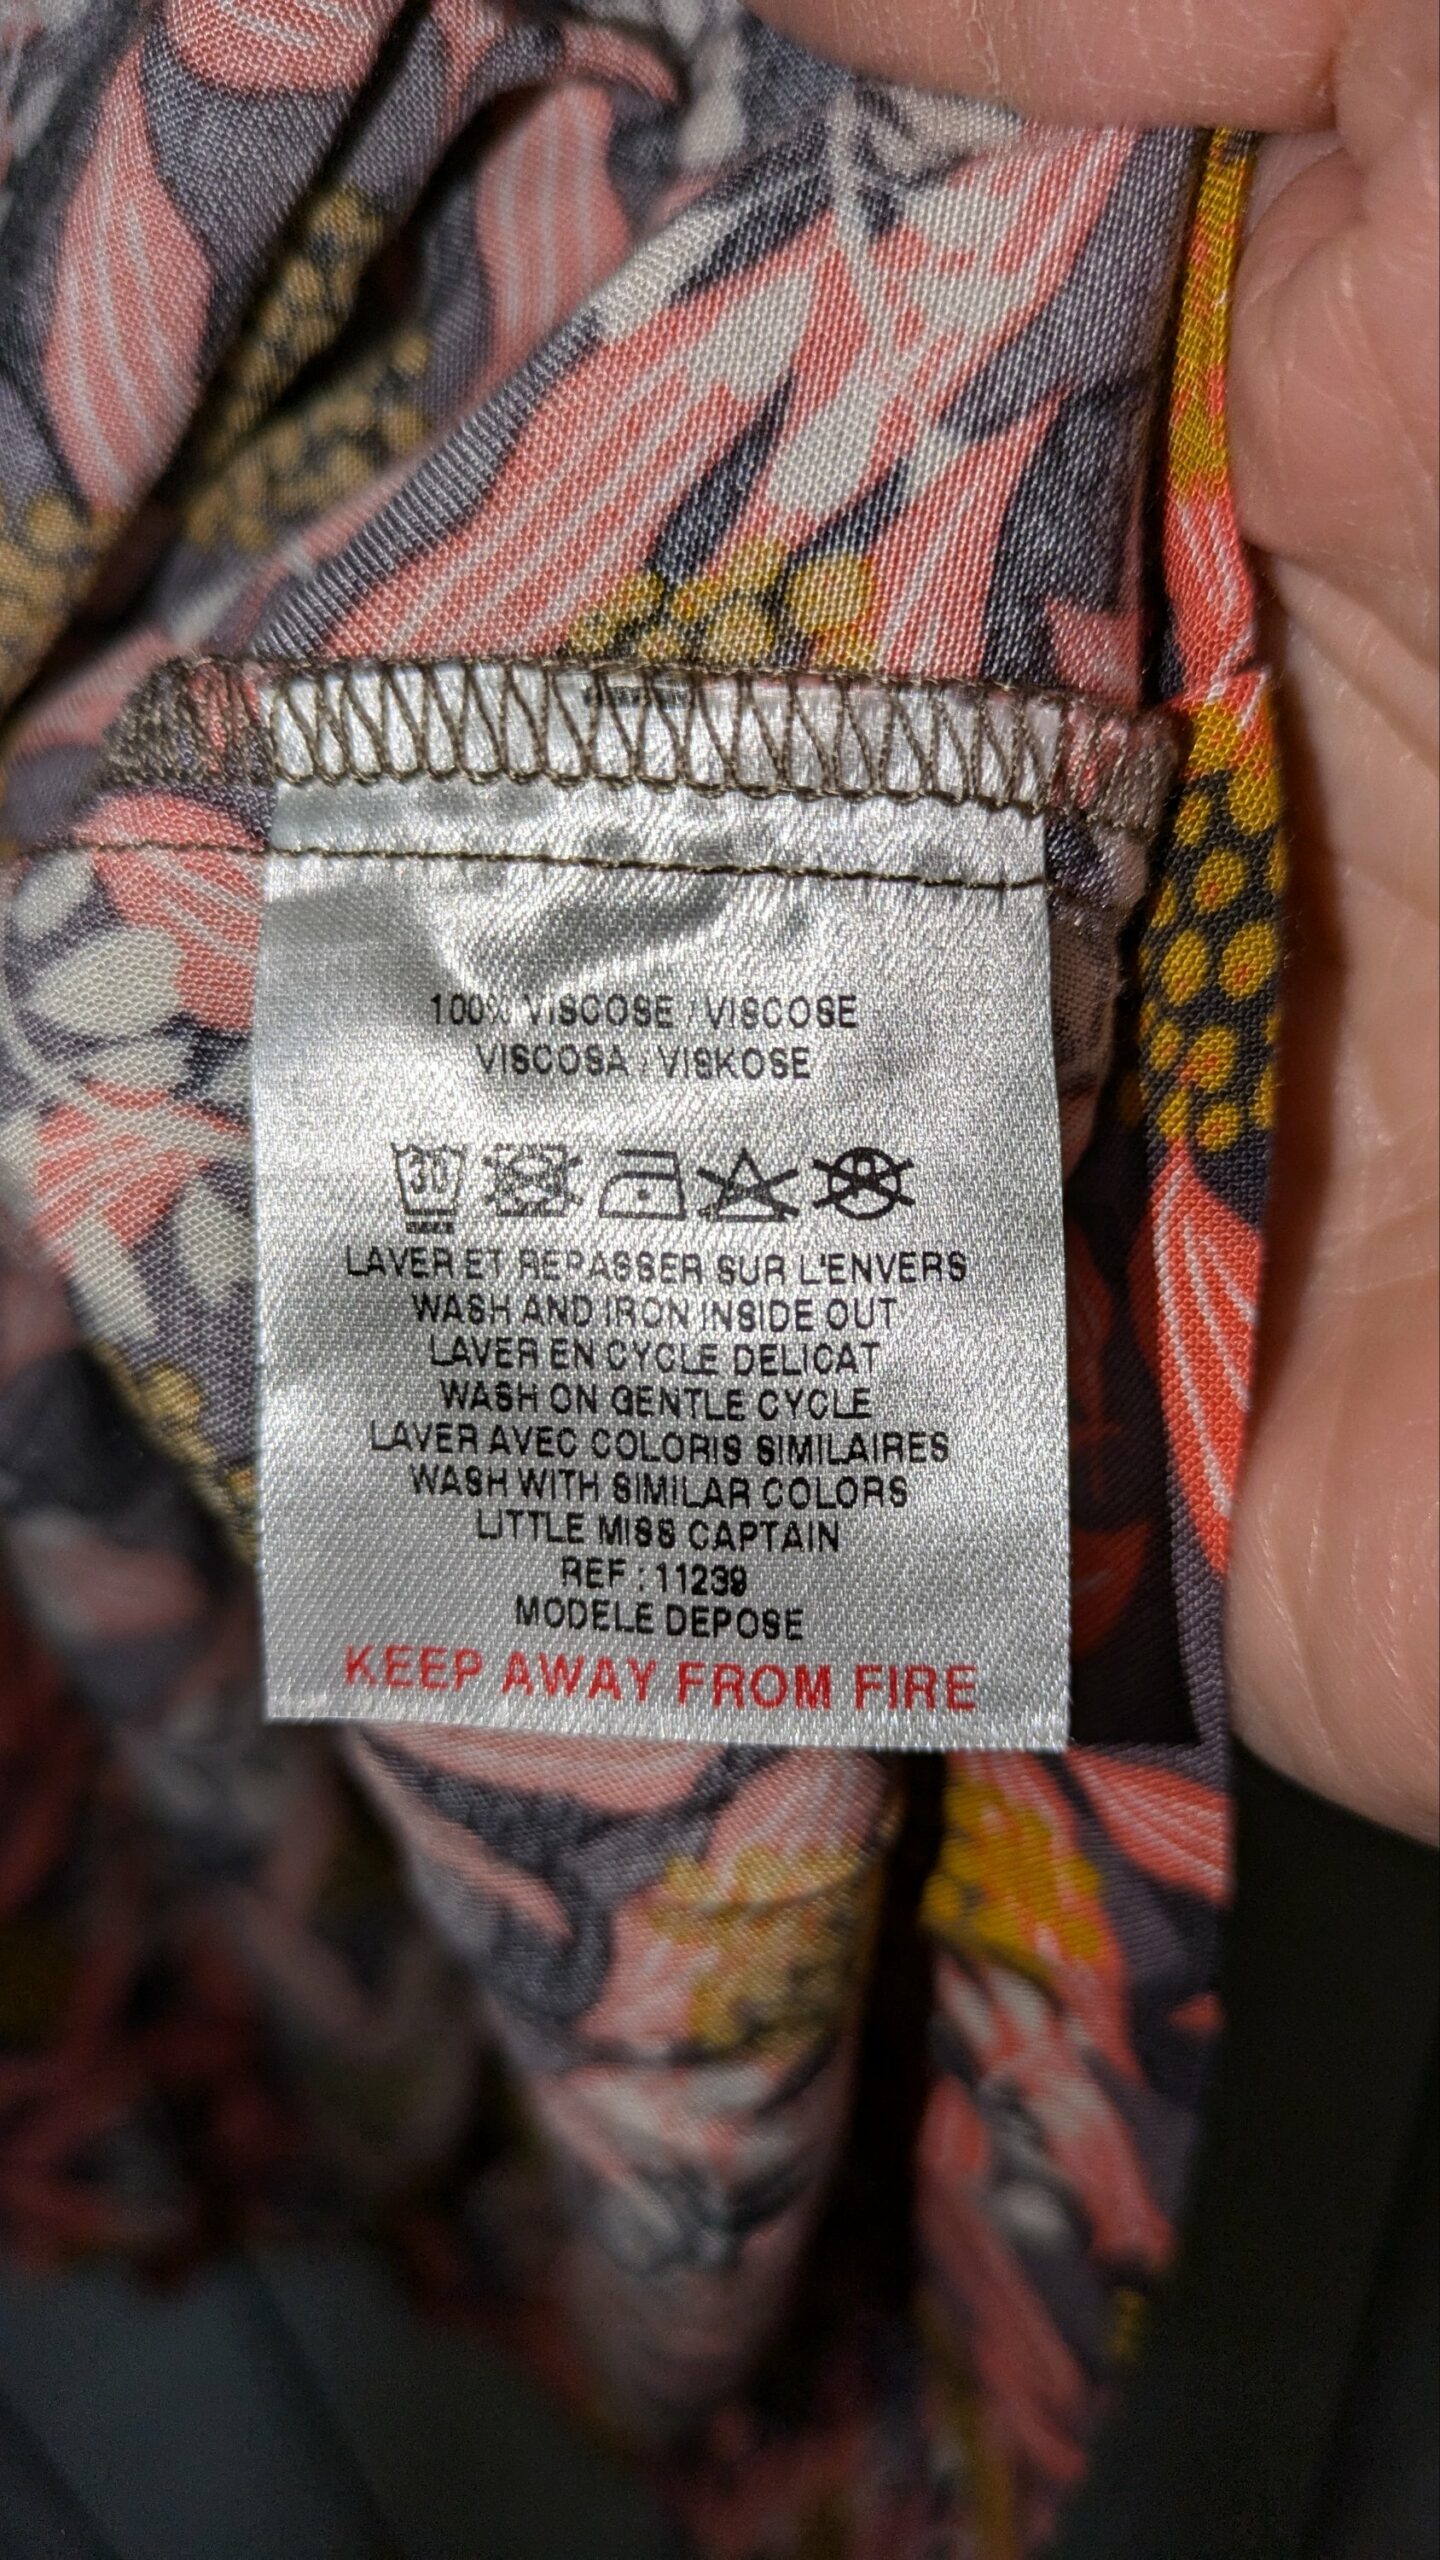 100% VISCOSE / VISCOSE
VISCOSA / VISKOSE
30
LAVER ET REPASSER SUR L'ENVERS
WASH AND IRON INSIDE OUT
LAVER EN CYCLE DELICAT
WASH ON GENTLE CYCLE
LAVER AVEC COLORIS SIMILAIRES
WASH WITH SIMILAR COLORS
LITTLE MISS CAPTAIN
REF : 11239
MODELE DEPOSE
KEEP AWAY FROM FIRE